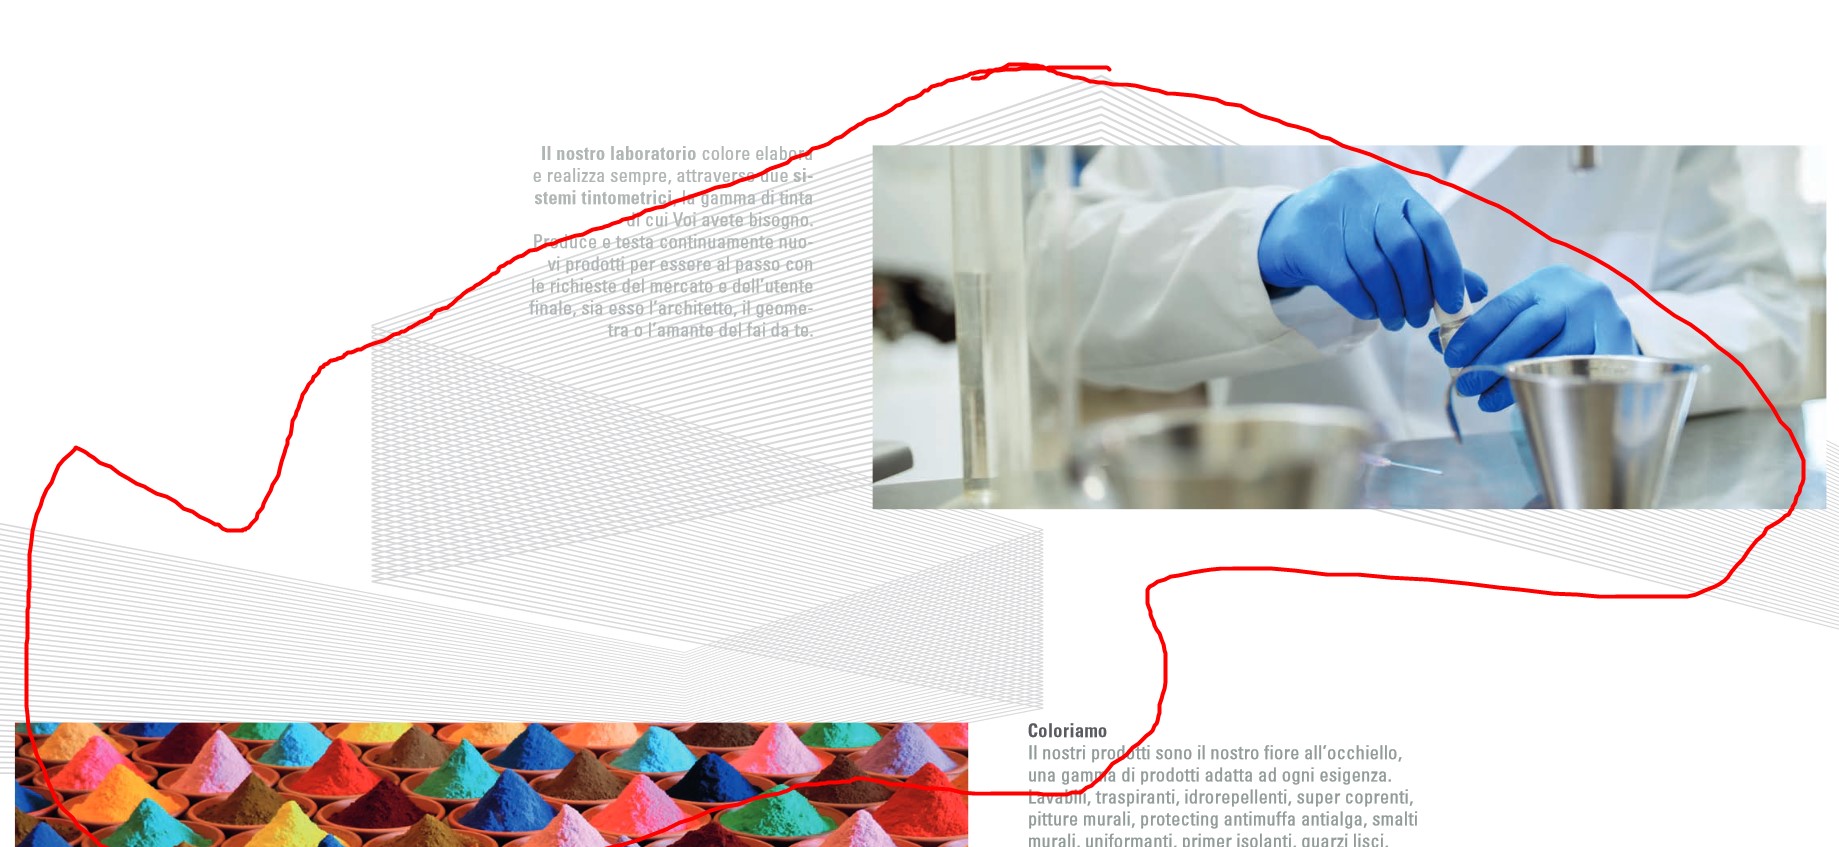 Il nostro laboratorio colore elabora
e realizza sempre, attraverso due si-
stemi tintometrici, la gamma di tinta
di cui Voi avete bisogno.
Produce e testa continuamente nuo-
vi prodotti per essere al passo con
le richieste del mercato e dell'utente
finale, sia esso l'architetto, il geome-
tra o l'amante del fai da te.
Coloriamo
Il nostri prodotti sono il nostro fiore all'occhiello,
una gamma di prodotti adatta ad ogni esigenza.
Lavabili, traspiranti, idrorepellenti, super coprenti,
pitture murali, protecting antimuffa antialga, smalti
murali, uniformanti, primer isolanti, quarzi lisci,